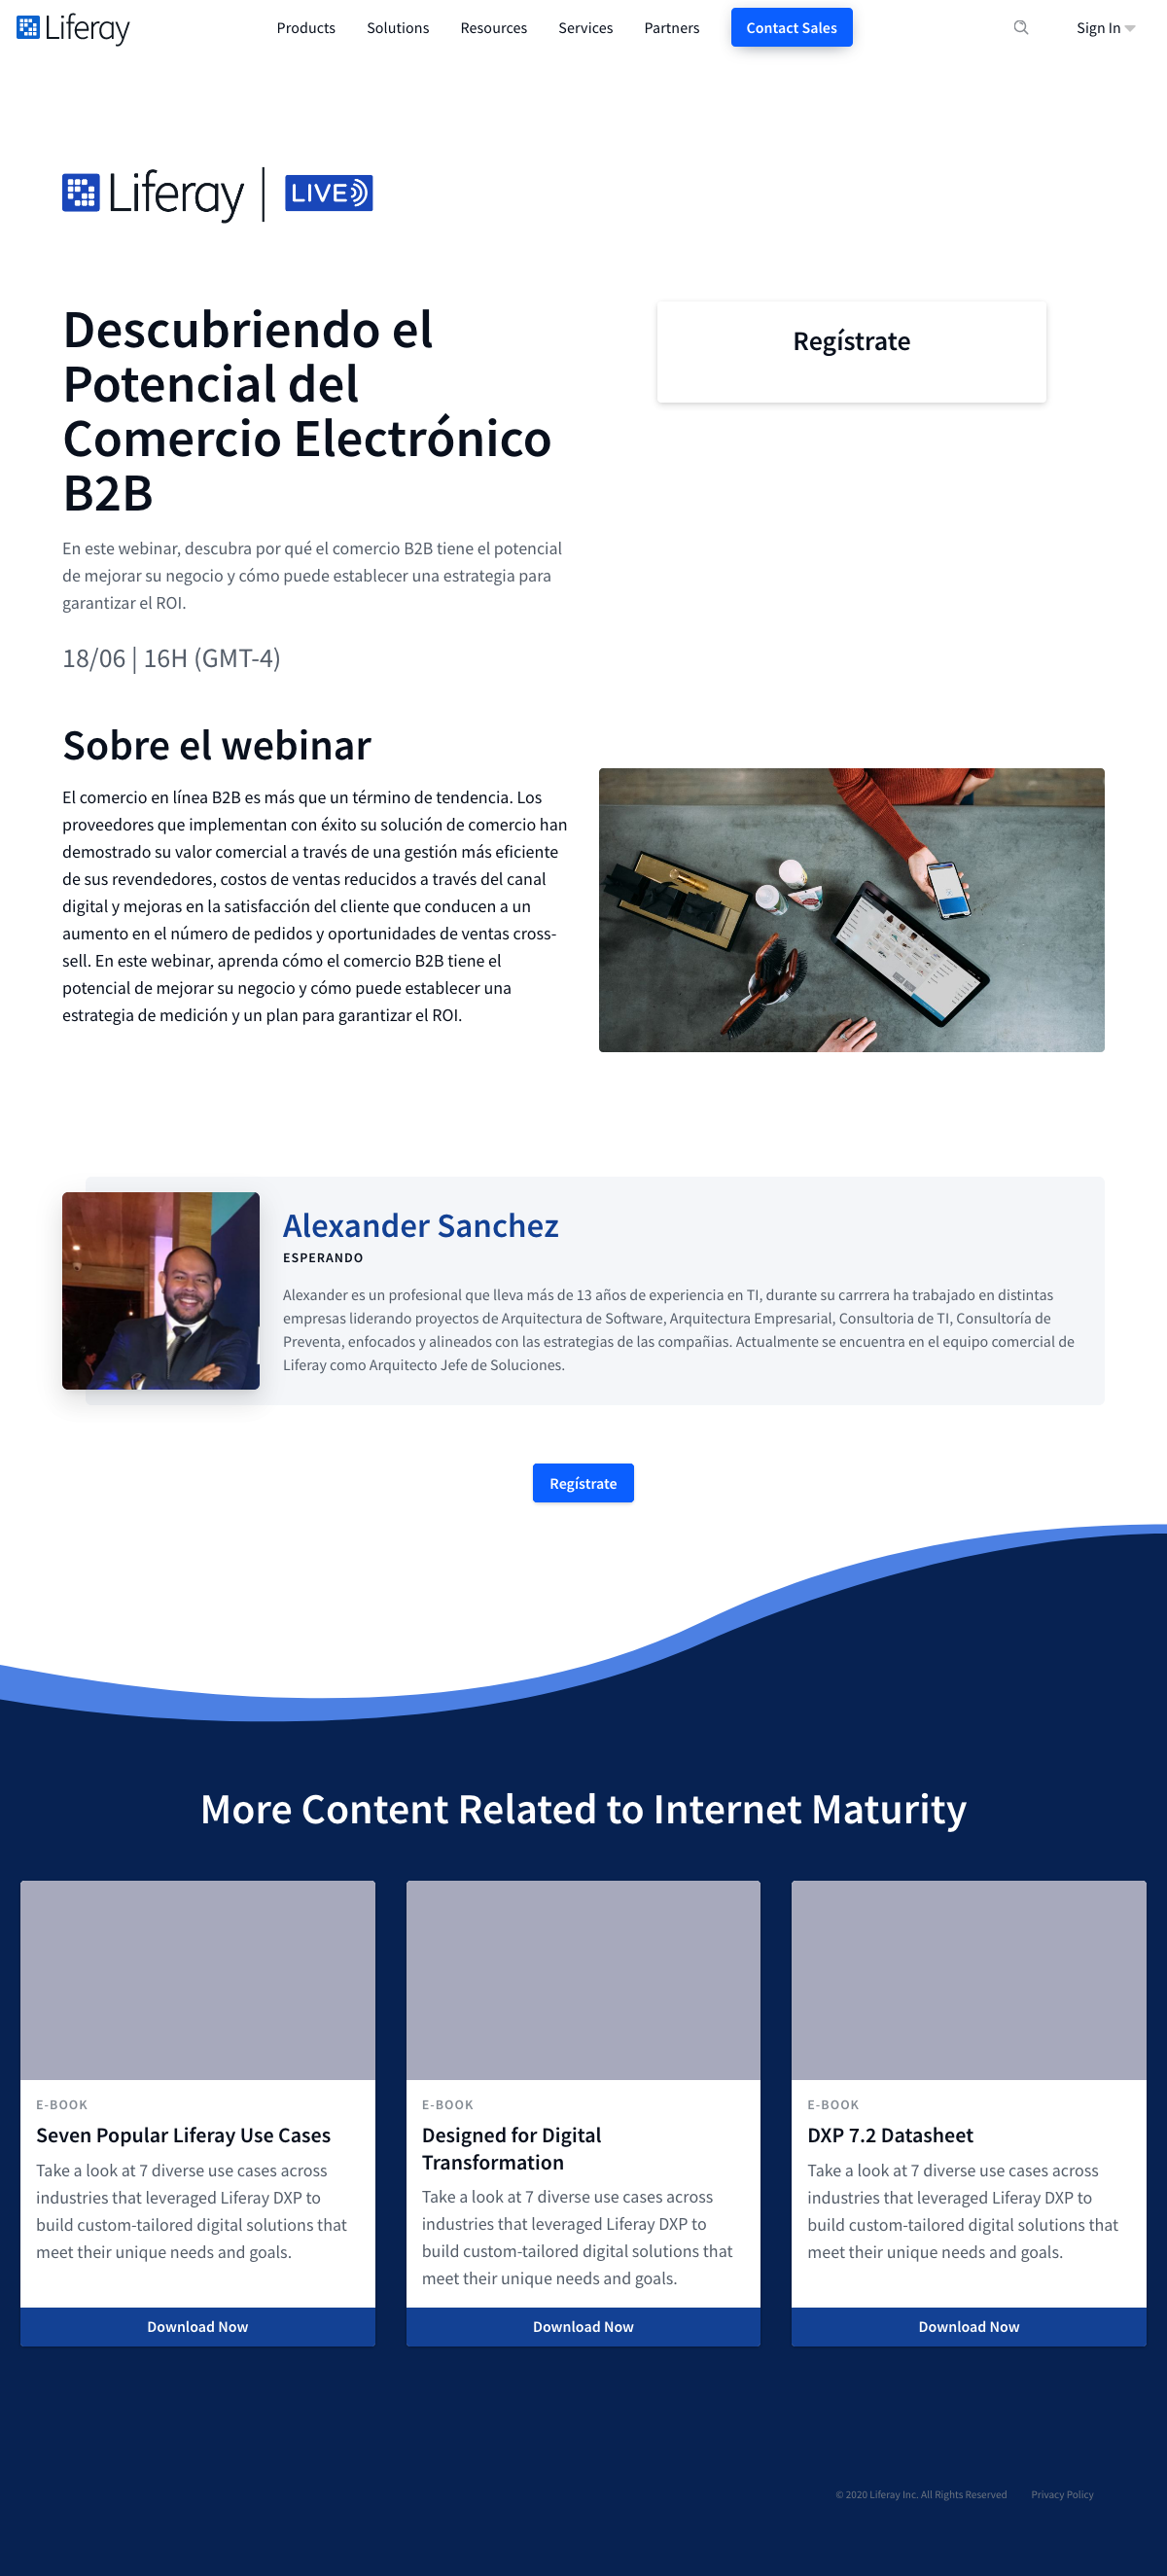 Liferay
Products Solutions Resources Services Partners Contact Sales Sign In
Liferay | LIVE
Descubriendo el
Potencial del
Comercio Electrónico
B2B
Regístrate
En este webinar, descubra por qué el comercio B2B tiene el potencial
de mejorar su negocio y cómo puede establecer una estrategia para
garantizar el ROI.
18/06 | 16H (GMT-4)
Sobre el webinar
El comercio en línea B2B es más que un término de tendencia. Los
proveedores que implementan con éxito su solución de comercio han
demostrado su valor comercial a través de una gestión más eficiente
de sus revendedores, costos de ventas reducidos a través del canal
digital y mejoras en la satisfacción del cliente que conducen a un
aumento en el número de pedidos y oportunidades de ventas cross-
sell. En este webinar, aprenda cómo el comercio B2B tiene el
potencial de mejorar su negocio y cómo puede establecer una
estrategia de medición y un plan para garantizar el ROI.
Alexander Sanchez
ESPERANDO
Alexander es un profesional que lleva más de 13 años de experiencia en TI, durante su carrrera ha trabajado en distintas
empresas liderando proyectos de Arquitectura de Software, Arquitectura Empresarial, Consultoria de TI, Consultoría de
Preventa, enfocados y alineados con las estrategias de las compañias. Actualmente se encuentra en el equipo comercial de
Liferay como Arquitecto Jefe de Soluciones.
Regístrate
More Content Related to Internet Maturity
E-BOOK
Seven Popular Liferay Use Cases
Take a look at 7 diverse use cases across
industries that leveraged Liferay DXP to
build custom-tailored digital solutions that
meet their unique needs and goals.
Download Now
E-BOOK
Designed for Digital
Transformation
Take a look at 7 diverse use cases across
industries that leveraged Liferay DXP to
build custom-tailored digital solutions that
meet their unique needs and goals.
Download Now
E-BOOK
DXP 7.2 Datasheet
Take a look at 7 diverse use cases across
industries that leveraged Liferay DXP to
build custom-tailored digital solutions that
meet their unique needs and goals.
Download Now
© 2020 Liferay Inc. All Rights Reserved Privacy Policy